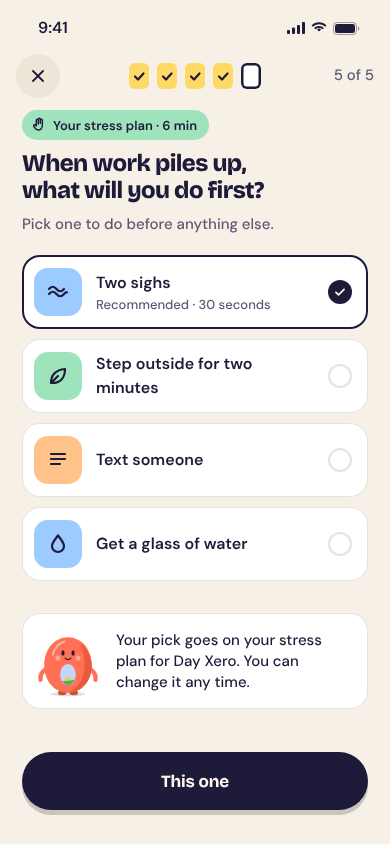 9:41
5 of 5
Your stress plan · 6 min
When work piles up,
what will you do first?
Pick one to do before anything else.
Two sighs
Recommended · 30 seconds
Step outside for two
minutes
Text someone
Get a glass of water
Your pick goes on your stress
plan for Day Xero. You can
change it any time.
This one